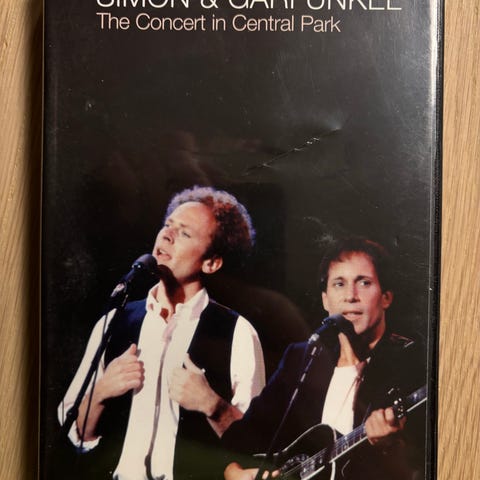 SIMON & GARFUNKEL
The Concert in Central Park